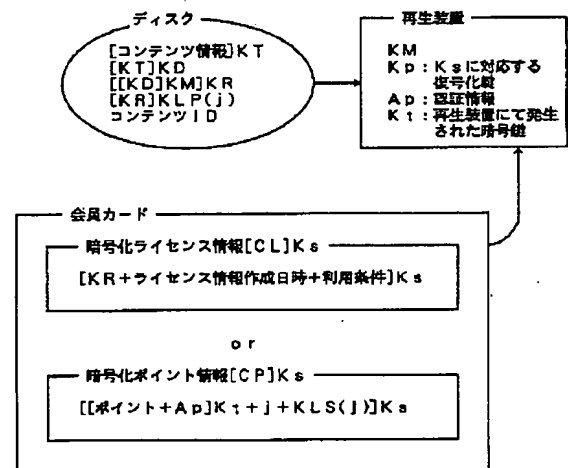 ディスク
[コンテンツ情報]KT
[KT]KD
[[KD]KM]KR
[KR]KLP(j)
コンテンツID
再生装置
KM
Kp:Ksに対応する
復号化鍵
Ap:認証情報
Kt:再生装置にて発生
された暗号鍵
会員カード
暗号化ライセンス情報[CL]Ks
[KR+ライセンス情報作成日時+利用条件]Ks
or
暗号化ポイント情報[CP]Ks
[[ポイント+Ap]Kt+j+KLS(j)]Ks